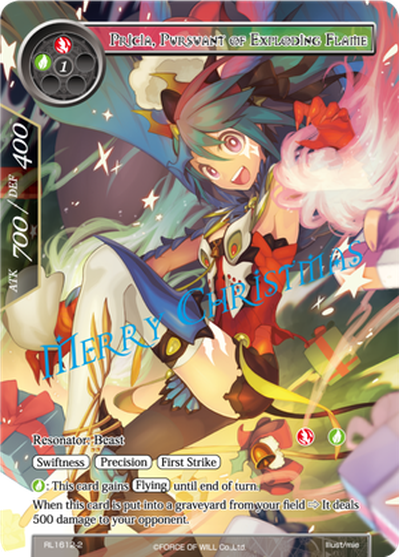 Pricia, Pursuant of Exploding Flame
1
ATK 700 / DEF 400
Merry Christmas
Resonator: Beast
Swiftness Precision First Strike
: This card gains Flying until end of turn
When this card is put into a graveyard from your field ⇨ It deals
500 damage to your opponent.
RL1612-2 ©FORCE OF WILL Co.,Ltd Illust/mie